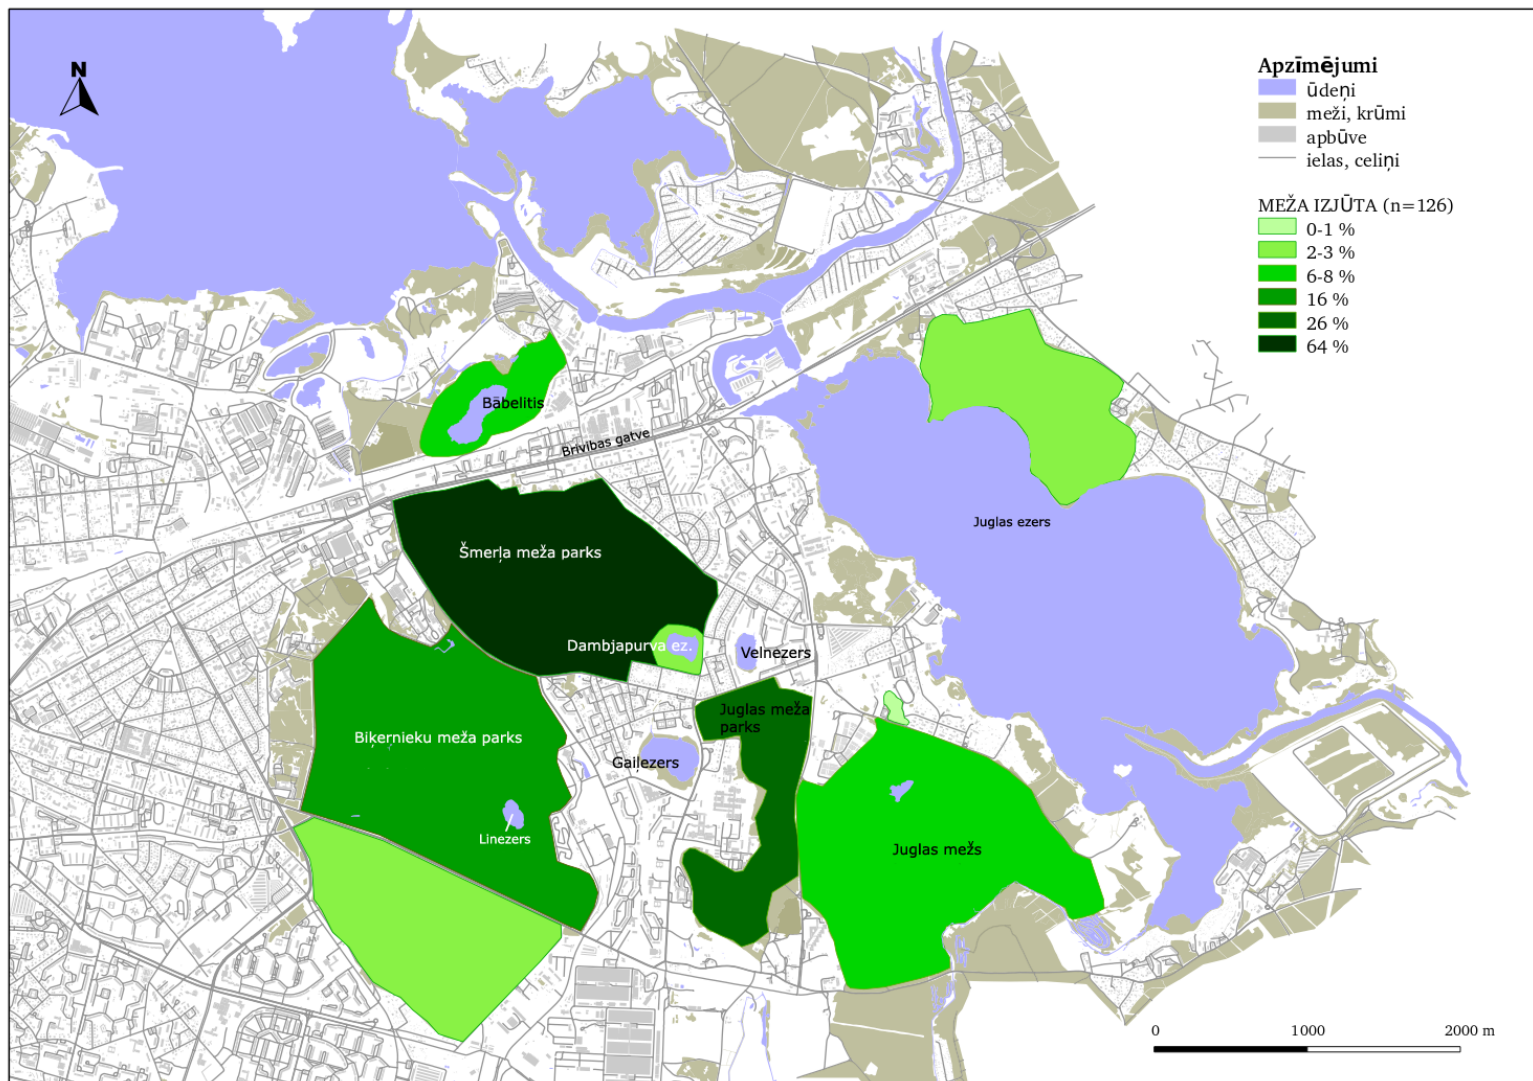 N
Apzīmējumi
ūdeņi
meži, krūmi
apbūve
ielas, celiņi
MEŽA IZJŪTA (n=126)
0-1 %
2-3 %
6-8 %
16 %
26 %
64 %
Bābelitis
Brīvības gatve
Juglas ezers
Šmerļa meža parks
Dambjapurva ez.
Velnezers
Juglas meža
parks
Biķernieku meža parks
Gaiļezers
Linezers
Juglas mežs
0 1000 2000 m